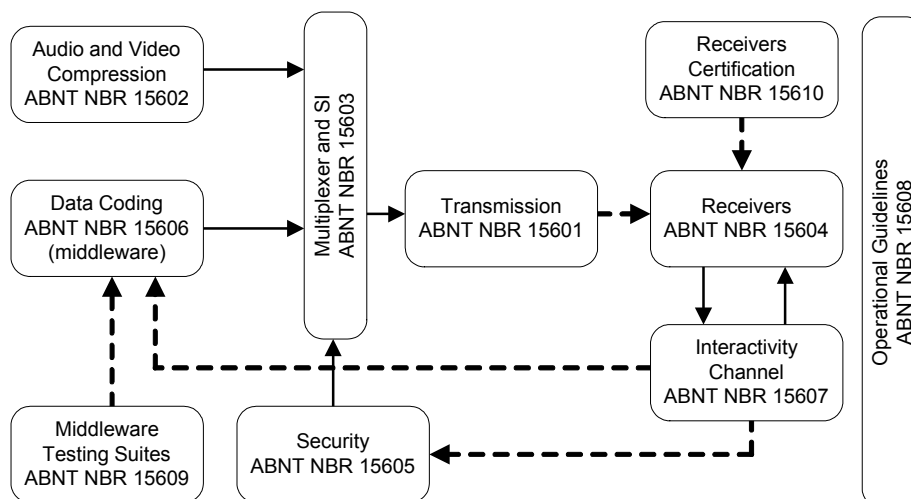 Audio and Video
Compression
ABNT NBR 15602
Multiplexer and SI
ABNT NBR 15603
Receivers
Certification
ABNT NBR 15610
Data Coding
ABNT NBR 15606
(middleware)
Transmission
ABNT NBR 15601
Receivers
ABNT NBR 15604
Operational Guidelines
ABNT NBR 15608
Interactivity
Channel
ABNT NBR 15607
Middleware
Testing Suites
ABNT NBR 15609
Security
ABNT NBR 15605